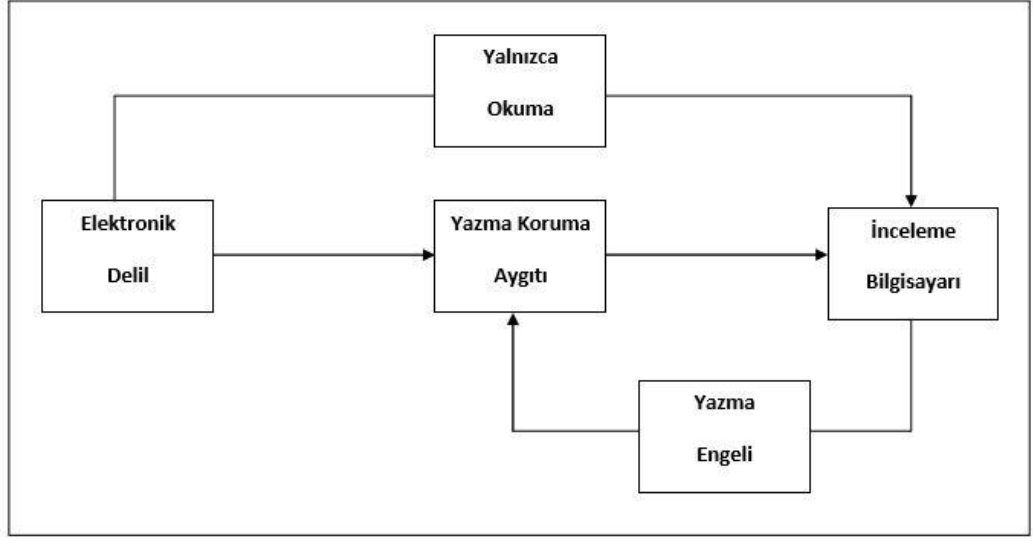 Yalnızca
Okuma
Elektronik
Delil
Yazma Koruma
Aygıtı
İnceleme
Bilgisayarı
Yazma
Engeli